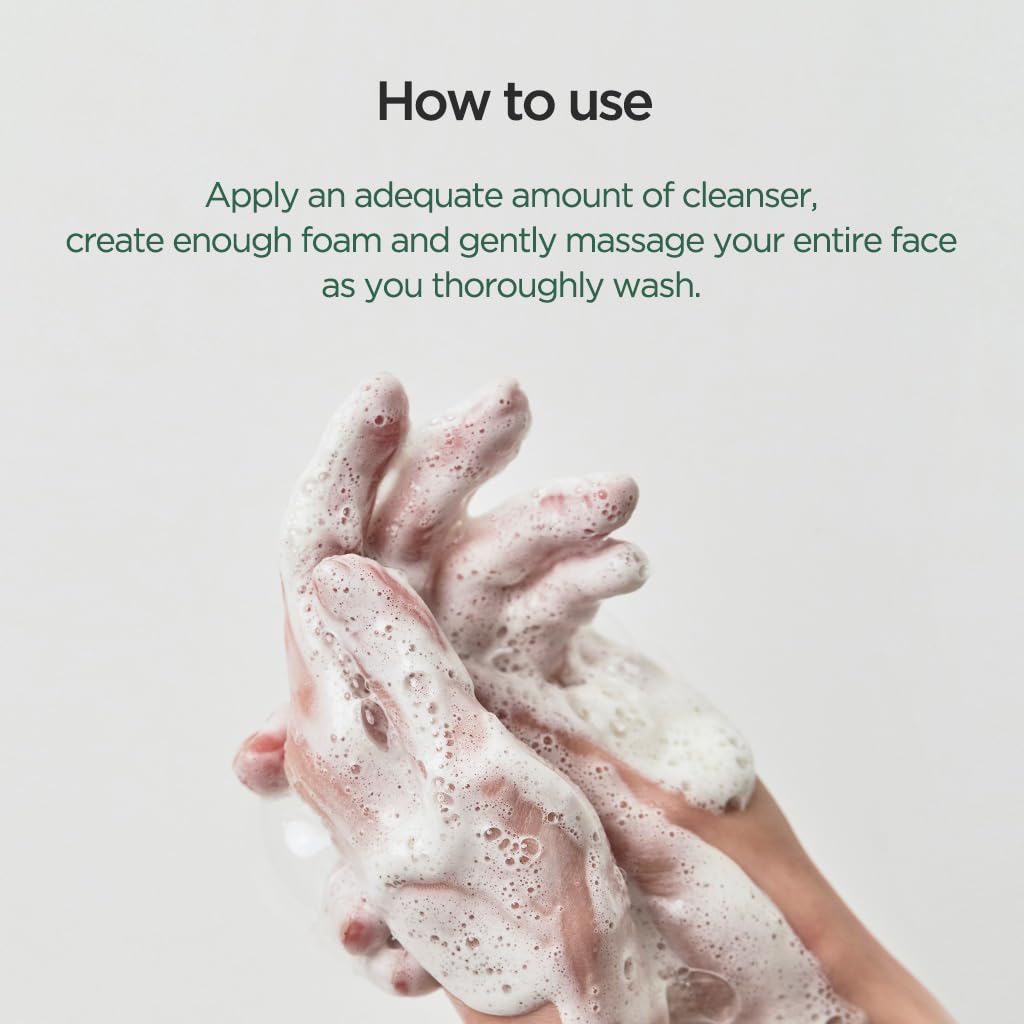 How to use
Apply an adequate amount of cleanser,
create enough foam and gently massage your entire face
as you thoroughly wash.